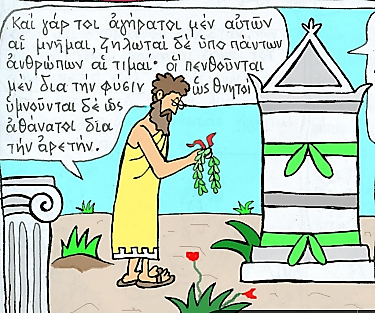 Καὶ γάρ τοι ἀγήρατοι μὲν αὐτῶν
αἱ μνῆμαι, ζηλωταὶ δὲ ὑπὸ πάντων
ἀνθρώπων αἱ τιμαί· οἳ πενθοῦνται
μὲν διὰ τὴν φύσιν ὡς θνητοί
ὑμνοῦνται δὲ ὡς
ἀθάνατοι διὰ
τὴν ἀρετήν.